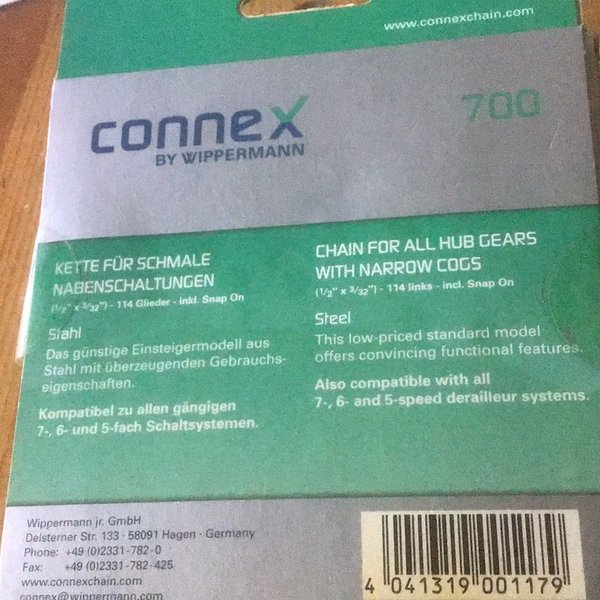 www.connexchain.com
connex
700
BY WIPPERMANN
KETTE FÜR SCHMALE
NABENSCHALTUNGEN
(1/2" x 3/32") - 114 Glieder - inkl. Snap On
Stahl
Das günstige Einsteigermodell aus
Stahl mit überzeugenden Gebrauchs-
eigenschaften.
Kompatibel zu allen gängigen
7-, 6- und 5-fach Schaltsystemen.
CHAIN FOR ALL HUB GEARS
WITH NARROW COGS
(1/2" x 3/32") - 114 links - incl. Snap On
Steel
This low-priced standard model
offers convincing functional features.
Also compatible with all
7-, 6- and 5-speed derailleur systems.
Wippermann jr. GmbH
Delsterner Str. 133 · 58091 Hagen · Germany
Phone: +49 (0)2331-782-0
Fax: +49 (0)2331-782-425
www.connexchain.com
connex@wippermann.com
4 041319 001179